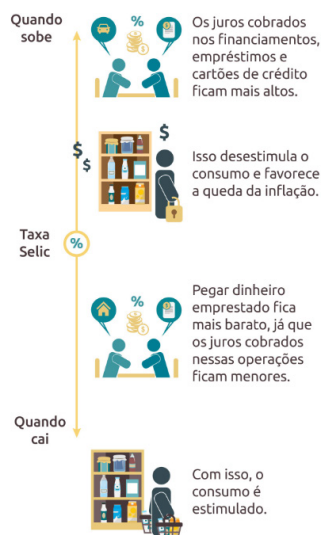 Quando
sobe
%
Os juros cobrados
nos financiamentos,
empréstimos e
cartões de crédito
ficam mais altos.
$
$
$
Isso desestimula o
consumo e favorece
a queda da inflação.
Taxa
Selic
%
%
Pegar dinheiro
emprestado fica
mais barato, já que
os juros cobrados
nessas operações
ficam menores.
Quando
cai
Com isso, o
consumo é
estimulado.